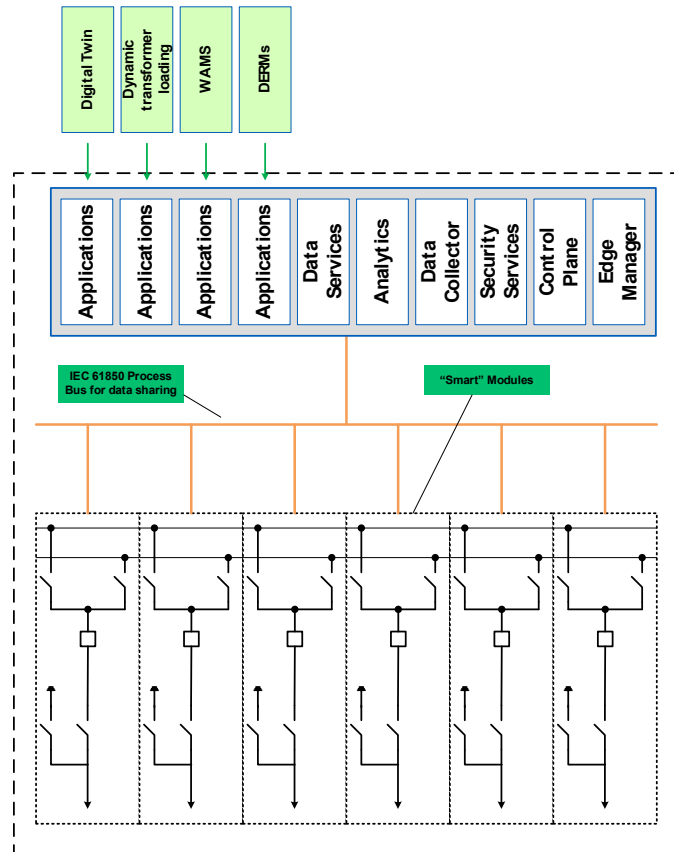 Digital Twin
Dynamic
transformer
loading
WAMS
DERMs
Applications
Applications
Applications
Applications
Data
Services
Analytics
Data
Collector
Security
Services
Control
Plane
Edge
Manager
IEC 61850 Process
Bus for data sharing
“Smart” Modules